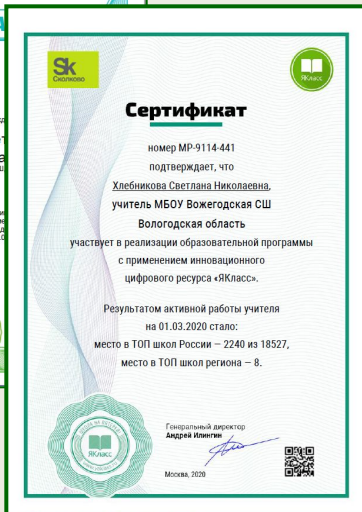 Sk
Сколково
ЯКласс
Сертификат
номер MP-9114-441
подтверждает, что
Хлебникова Светлана Николаевна,
учитель МБОУ Вожегодская СШ
Вологодская область
участвует в реализации образовательной программы
с применением инновационного
цифрового ресурса «ЯКласс».
Результатом активной работы учителя
на 01.03.2020 стало:
место в ТОП школ России — 2240 из 18527,
место в ТОП школ региона — 8.
Генеральный директор
Андрей Илингин
ЯКласс
Москва, 2020